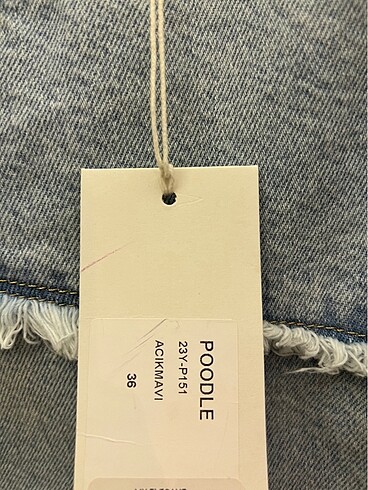 POODLE
23Y-P151
ACIKMAVI
36